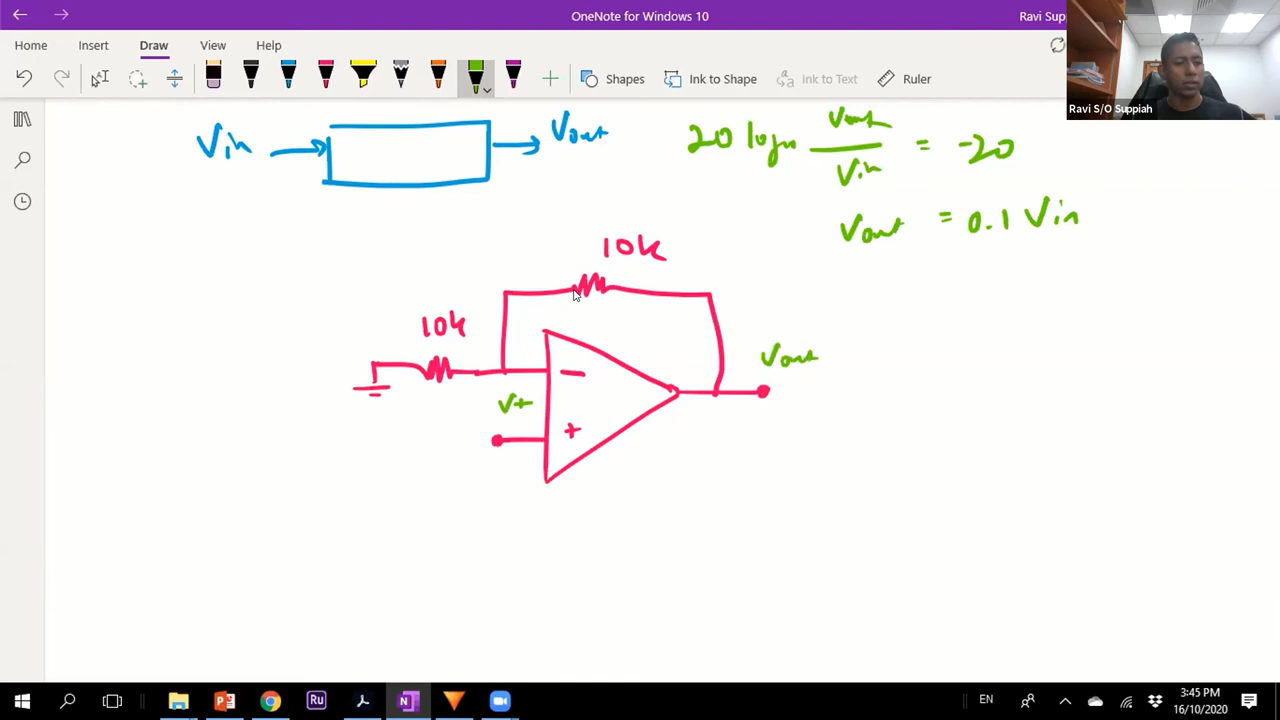 OneNote for Windows 10
Ravi Sup
Home Insert Draw View Help
Shapes Ink to Shape Ink to Text Ruler
Ravi S/O Suppiah
Vin Vout
20 log10 Vout/Vin = -20
Vout = 0.1 Vin
10k
10k
Vout
−
V+
+
EN
3:45 PM
16/10/2020